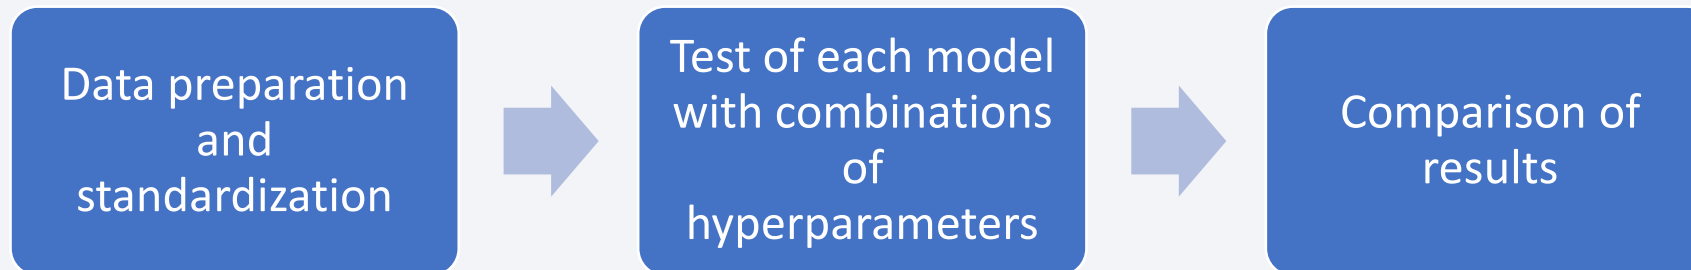 Data preparation
and
standardization
Test of each model
with combinations
of
hyperparameters
Comparison of
results